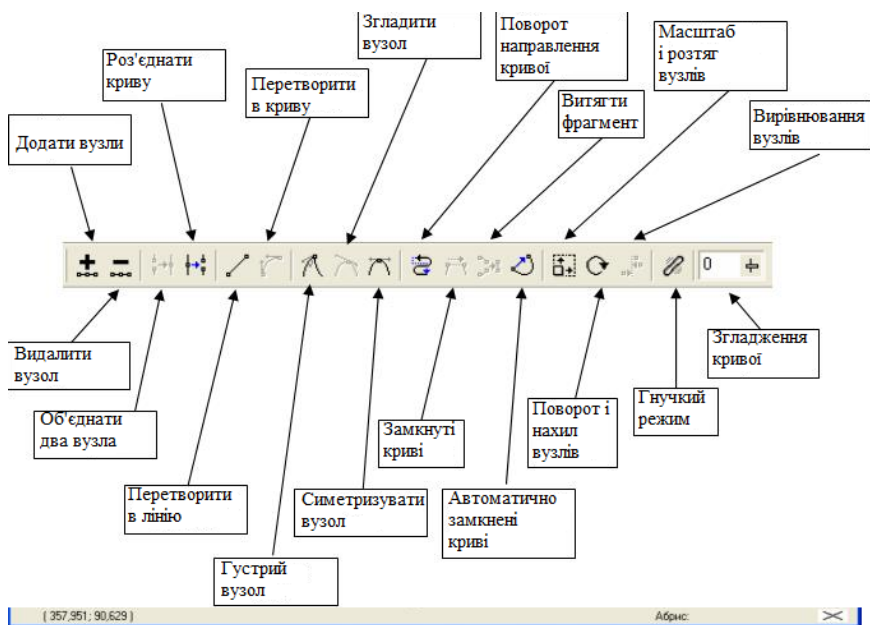 Згладити
вузол
Поворот
направлення
кривої
Масштаб
і розтяг
вузлів
Роз'єднати
криву
Перетворити
в криву
Витягти
фрагмент
Вирівнювання
вузлів
Додати вузли
0
Видалити
вузол
Згладження
кривої
Об'єднати
два вузла
Замкнуті
криві
Поворот і
нахил
вузлів
Гнучкий
режим
Перетворити
в лінію
Симетризувати
вузол
Автоматично
замкнені
криві
Густрий
вузол
( 357,951; 90,629 )
Абрис: